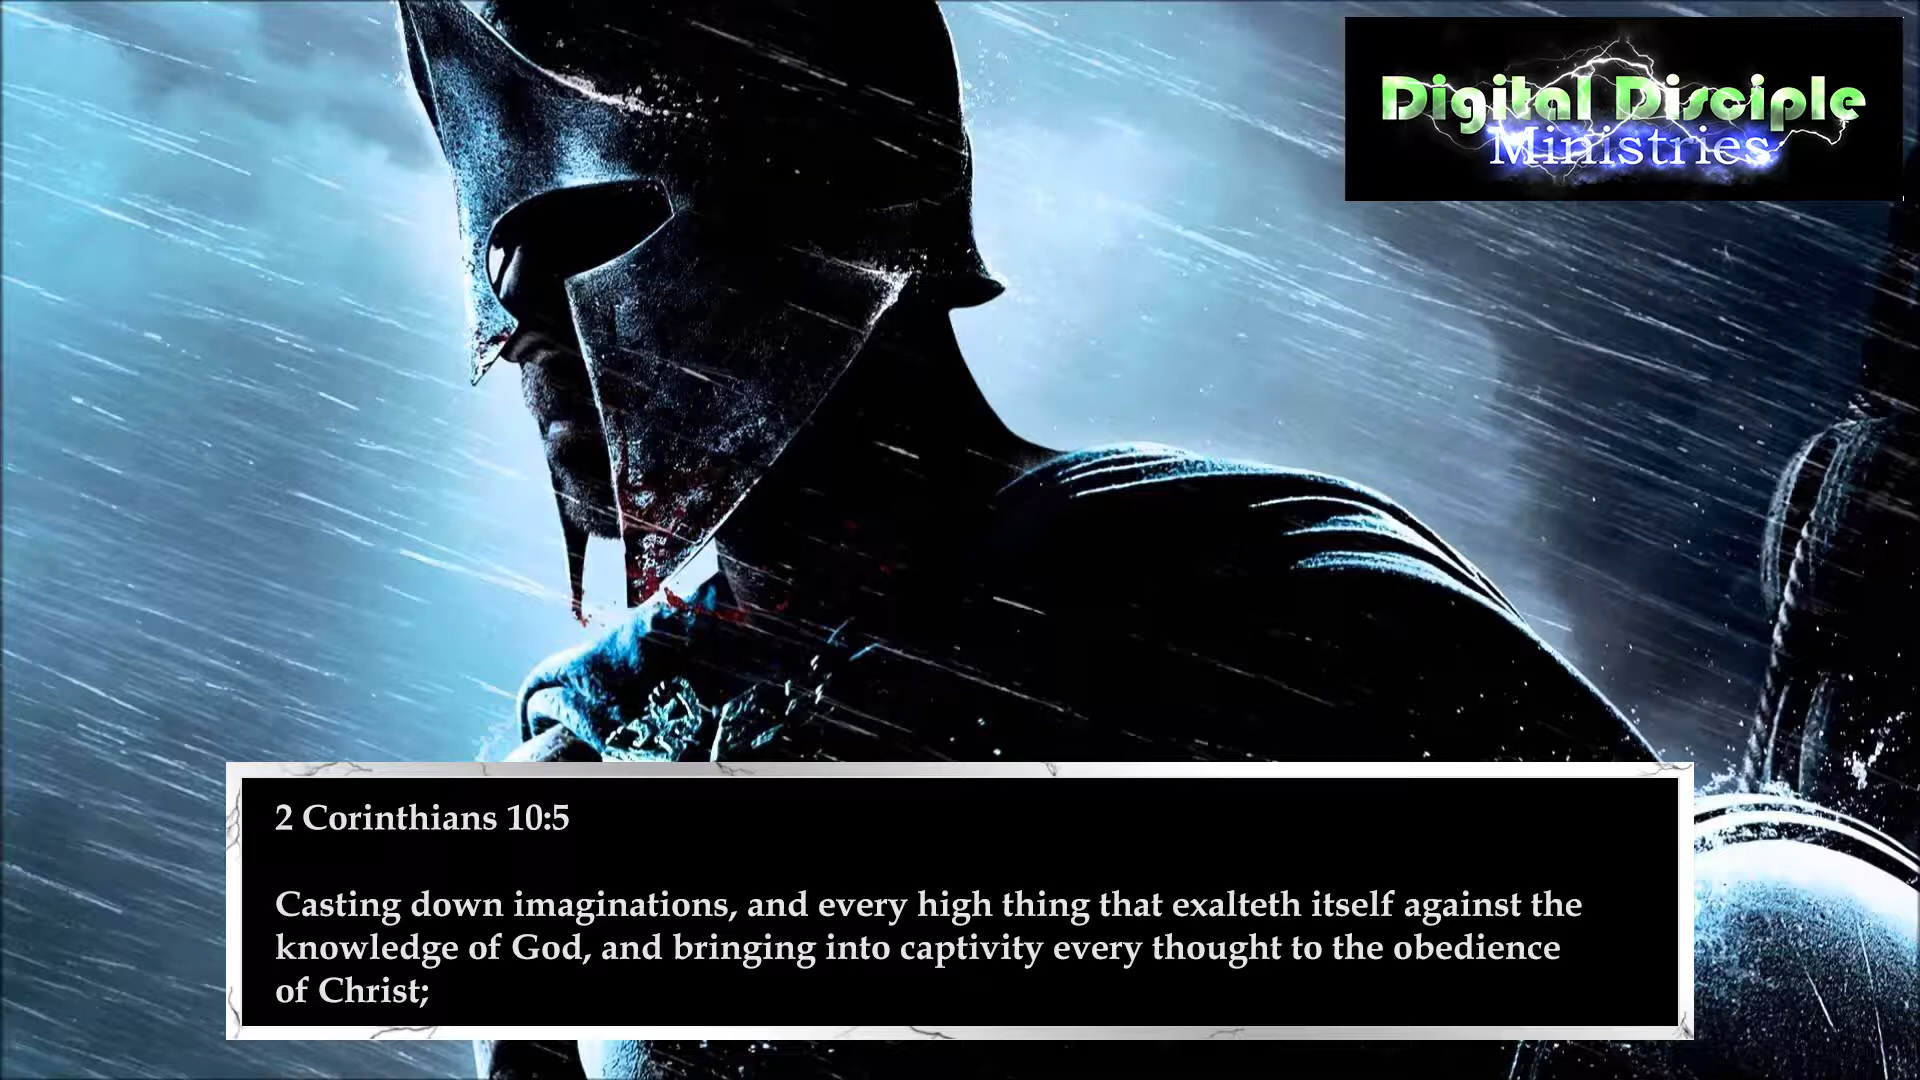 Digital Disciple
Ministries
2 Corinthians 10:5
Casting down imaginations, and every high thing that exalteth itself against the
knowledge of God, and bringing into captivity every thought to the obedience
of Christ;